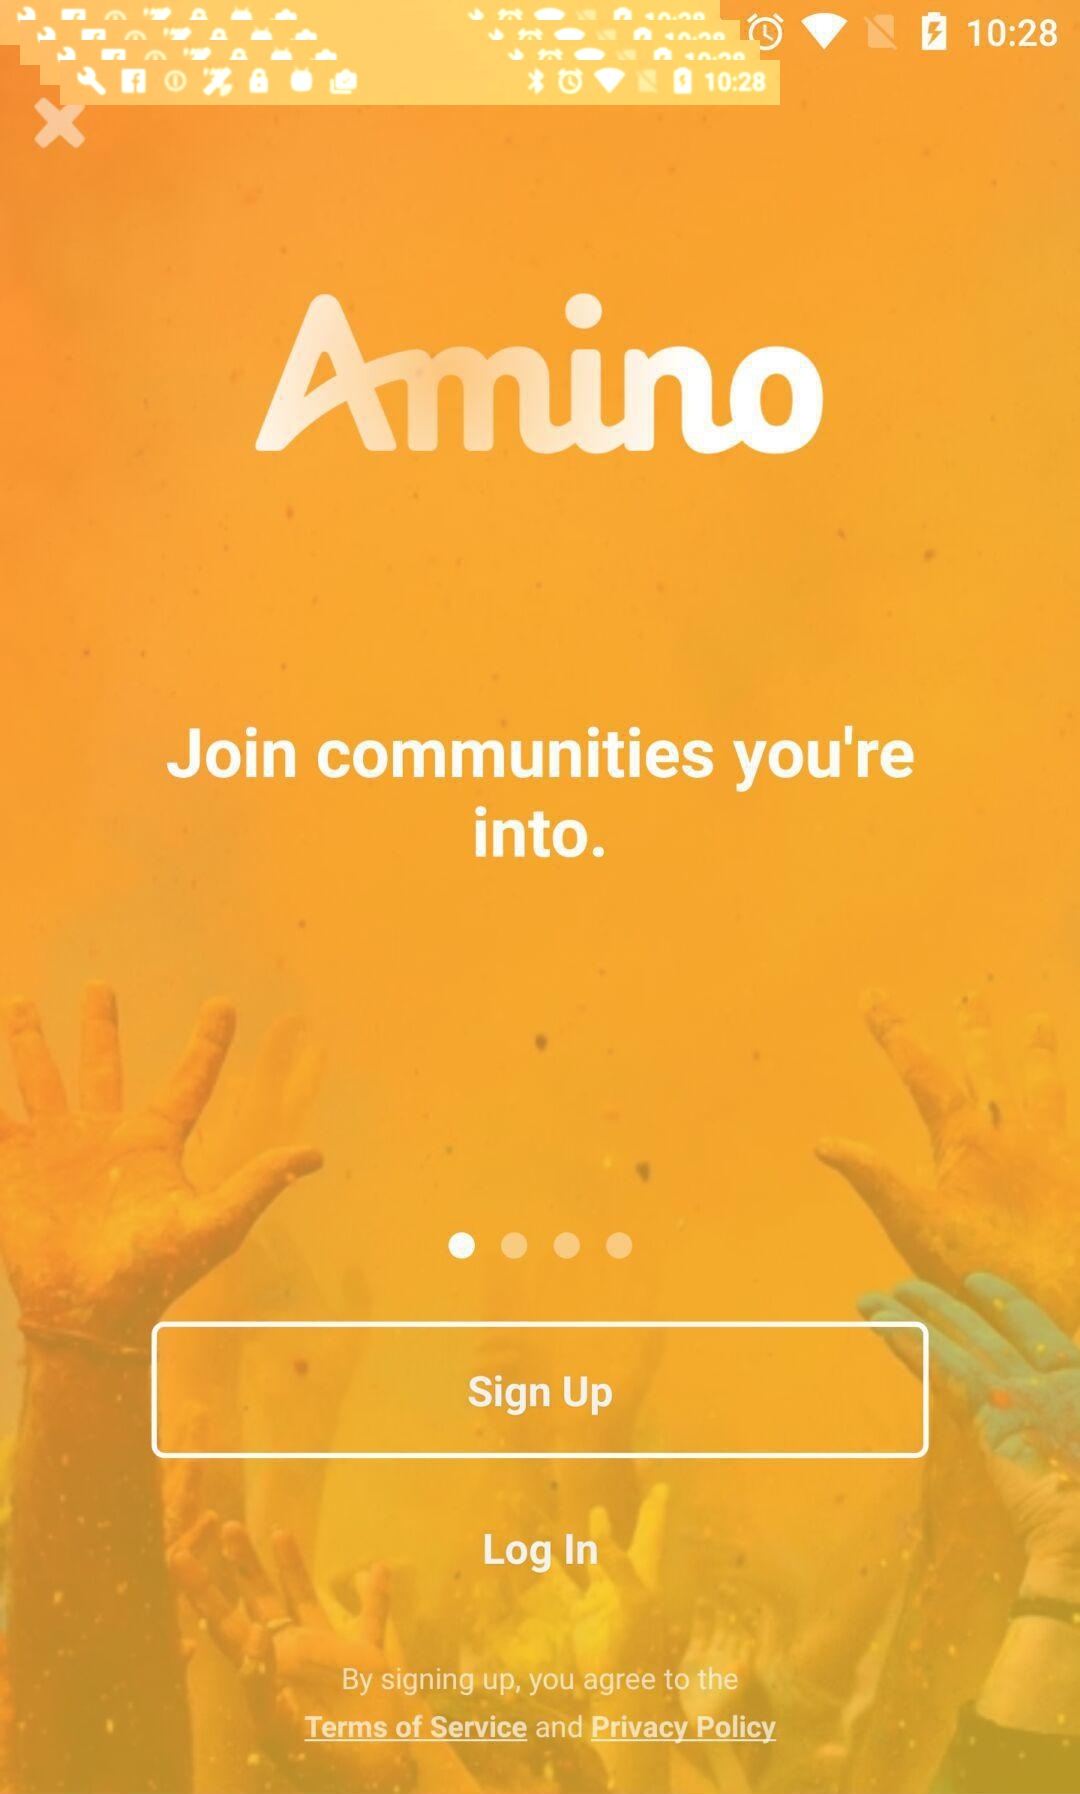 10:28
10:28
Amino
Join communities you're
into.
Sign Up
Log In
By signing up, you agree to the
Terms of Service and Privacy Policy